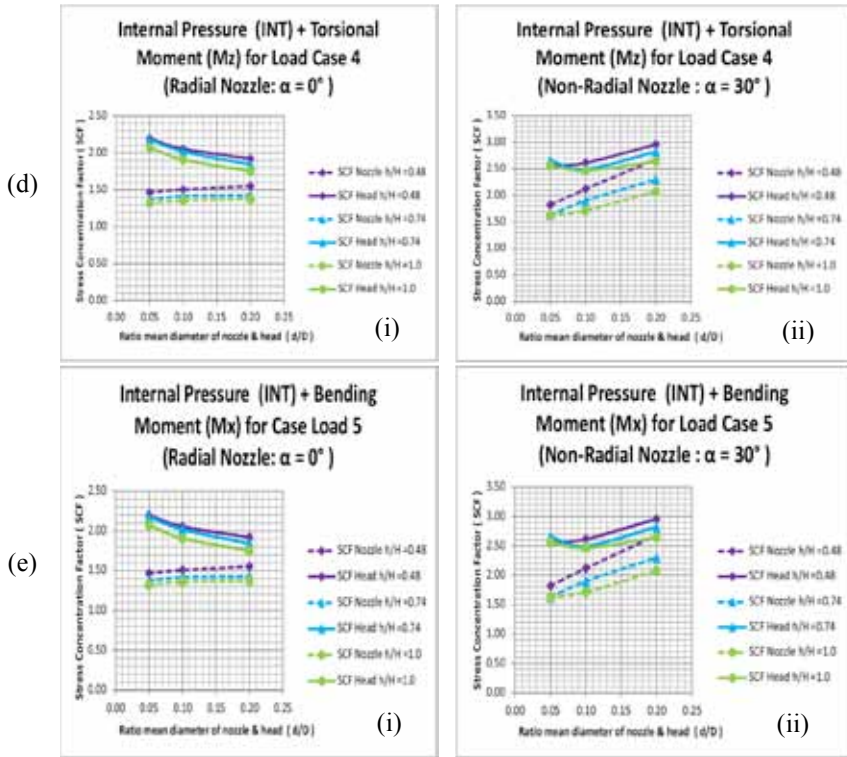 (d)
Internal Pressure (INT) + Torsional
Moment (Mz) for Load Case 4
(Radial Nozzle: α = 0° )
Stress Concentration Factor ( SCF )
2.50
2.00
1.50
1.00
0.50
0.00
0.00 0.05 0.10 0.15 0.20 0.25
Ratio mean diameter of nozzle & head ( d/D )
SCF Nozzle h/H =0.48
SCF Head h/H =0.48
SCF Nozzle h/H =0.74
SCF Head h/H =0.74
SCF Nozzle h/H =1.0
SCF Head h/H =1.0
(i)
Internal Pressure (INT) + Torsional
Moment (Mz) for Load Case 4
(Non-Radial Nozzle : α = 30° )
Stress Concentration Factor ( SCF )
3.50
3.00
2.50
2.00
1.50
1.00
0.50
0.00
0.00 0.05 0.10 0.15 0.20 0.25
Ratio mean diameter of nozzle & head ( d/D )
SCF Nozzle h/H =0.48
SCF Head h/H =0.48
SCF Nozzle h/H =0.74
SCF Head h/H =0.74
SCF Nozzle h/H =1.0
SCF Head h/H =1.0
(ii)
(e)
Internal Pressure (INT) + Bending
Moment (Mx) for Case Load 5
(Radial Nozzle: α = 0° )
Stress Concentration Factor ( SCF )
2.50
2.00
1.50
1.00
0.50
0.00
0.00 0.05 0.10 0.15 0.20 0.25
Ratio mean diameter of nozzle & head ( d/D )
SCF Nozzle h/H =0.48
SCF Head h/H =0.48
SCF Nozzle h/H =0.74
SCF Head h/H =0.74
SCF Nozzle h/H =1.0
SCF Head h/H =1.0
(i)
Internal Pressure (INT) + Bending
Moment (Mx) for Load Case 5
(Non-Radial Nozzle : α = 30° )
Stress Concentration Factor ( SCF )
3.50
3.00
2.50
2.00
1.50
1.00
0.50
0.00
0.00 0.05 0.10 0.15 0.20 0.25
Ratio mean diameter of nozzle & head ( d/D )
SCF Nozzle h/H =0.48
SCF Head h/H =0.48
SCF Nozzle h/H =0.74
SCF Head h/H =0.74
SCF Nozzle h/H =1.0
SCF Head h/H =1.0
(ii)